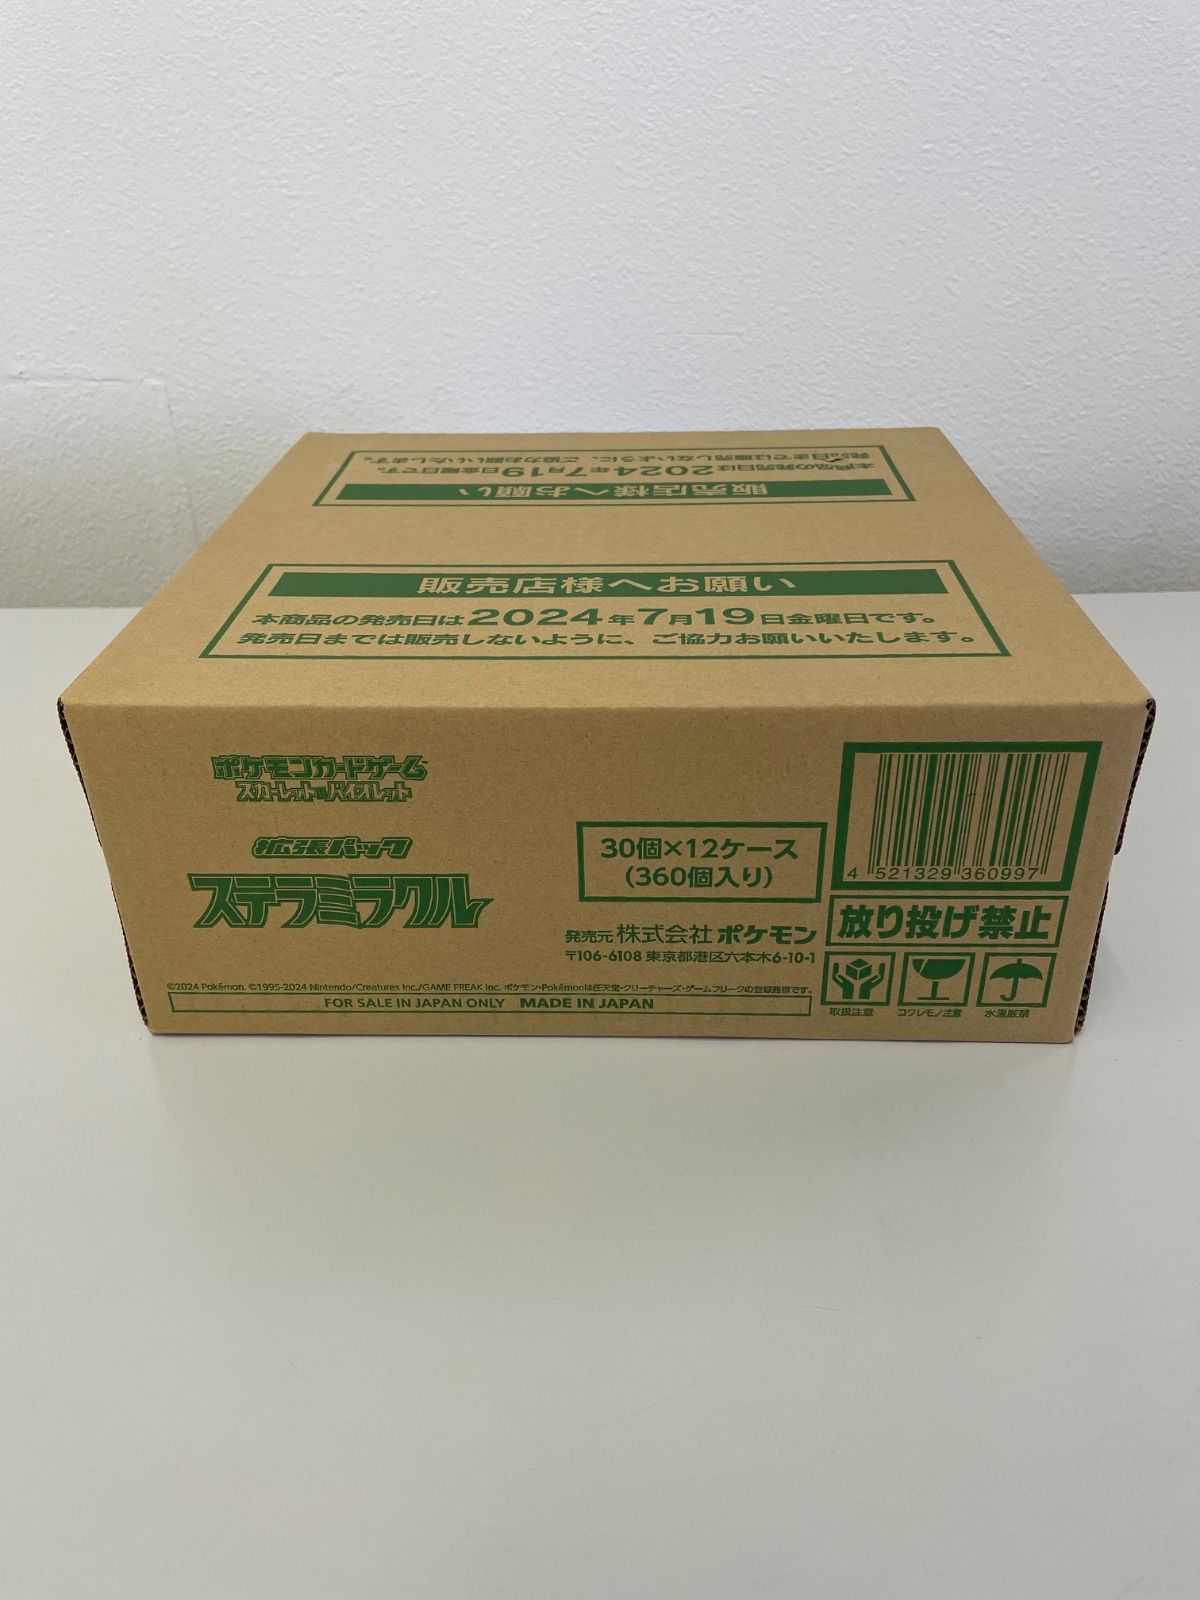 本商品の発売日は2024年7月19日金曜日です。
発売日までは販売しないように、ご協力お願いいたします。
販売店様へお願い
販売店様へお願い
本商品の発売日は2024年7月19日金曜日です。
発売日までは販売しないように、ご協力お願いいたします。
ポケモンカードゲーム
スカーレット&バイオレット
拡張パック
ステラミラクル
30個×12ケース
(360個入り)
発売元 株式会社 ポケモン
〒106-6108 東京都港区六本木6-10-1
©2024 Pokémon. ©1995-2024 Nintendo/Creatures Inc./GAME FREAK inc. ポケモン・Pokémonは任天堂・クリーチャーズ・ゲームフリークの登録商標です。
FOR SALE IN JAPAN ONLY MADE IN JAPAN
4 521329 360997
放り投げ禁止
取扱注意 コワレモノ注意 水濡厳禁